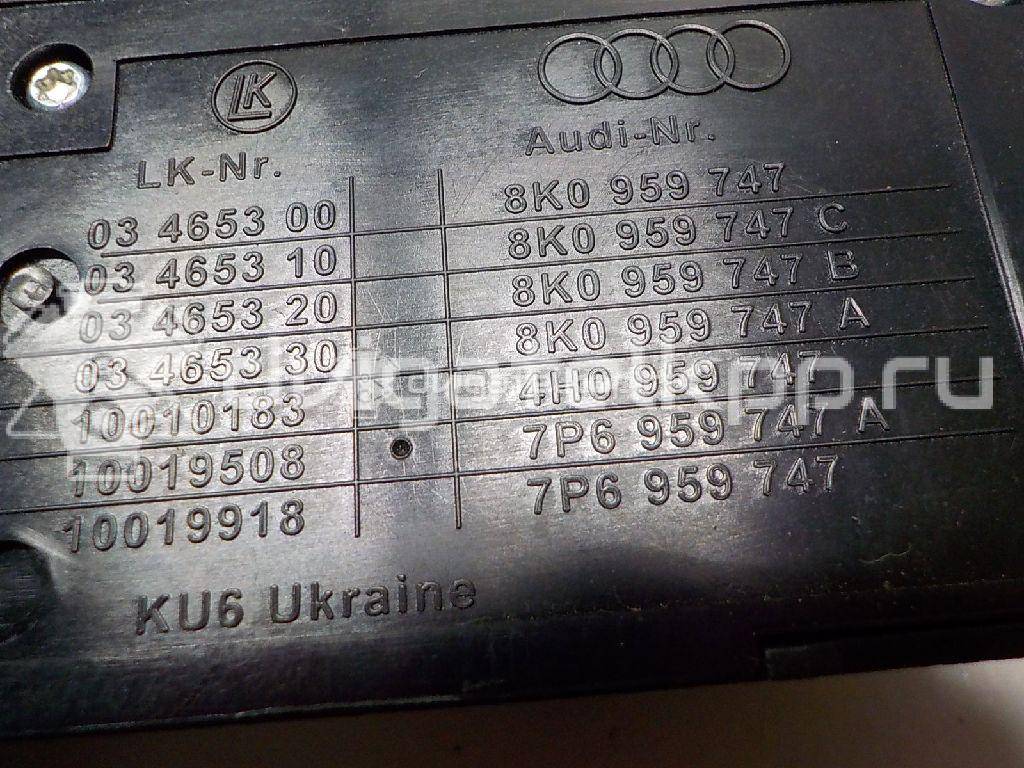 LK
LK-Nr. Audi-Nr.
03 4653 00 8K0 959 747
03 4653 10 8K0 959 747 C
03 4653 20 8K0 959 747 B
03 4653 30 8K0 959 747 A
10010183 4H0 959 747
10019508 7P6 959 747 A
10019918 7P6 959 747
KU6 Ukraine